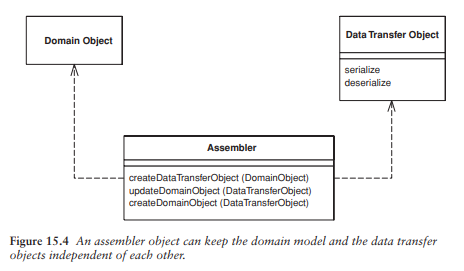 Domain Object
Data Transfer Object
serialize
deserialize
Assembler
createDataTransferObject (DomainObject)
updateDomainObject (DataTransferObject)
createDomainObject (DataTransferObject)
Figure 15.4 An assembler object can keep the domain model and the data transfer
objects independent of each other.